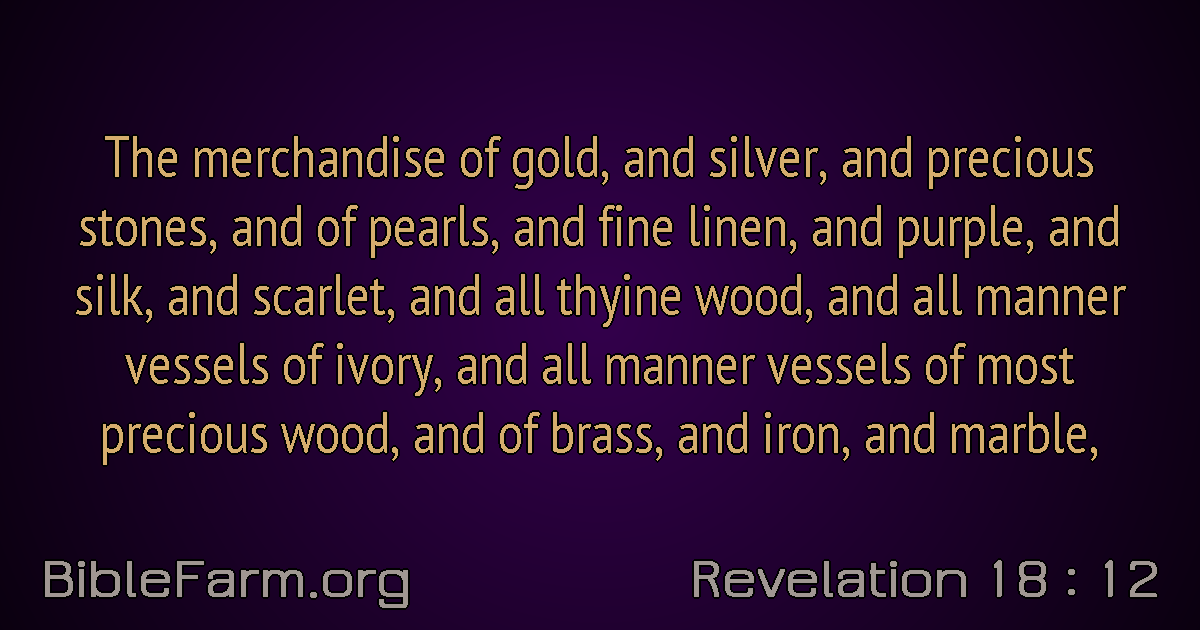 The merchandise of gold, and silver, and precious
stones, and of pearls, and fine linen, and purple, and
silk, and scarlet, and all thyine wood, and all manner
vessels of ivory, and all manner vessels of most
precious wood, and of brass, and iron, and marble,
BibleFarm.org
Revelation 18 : 12